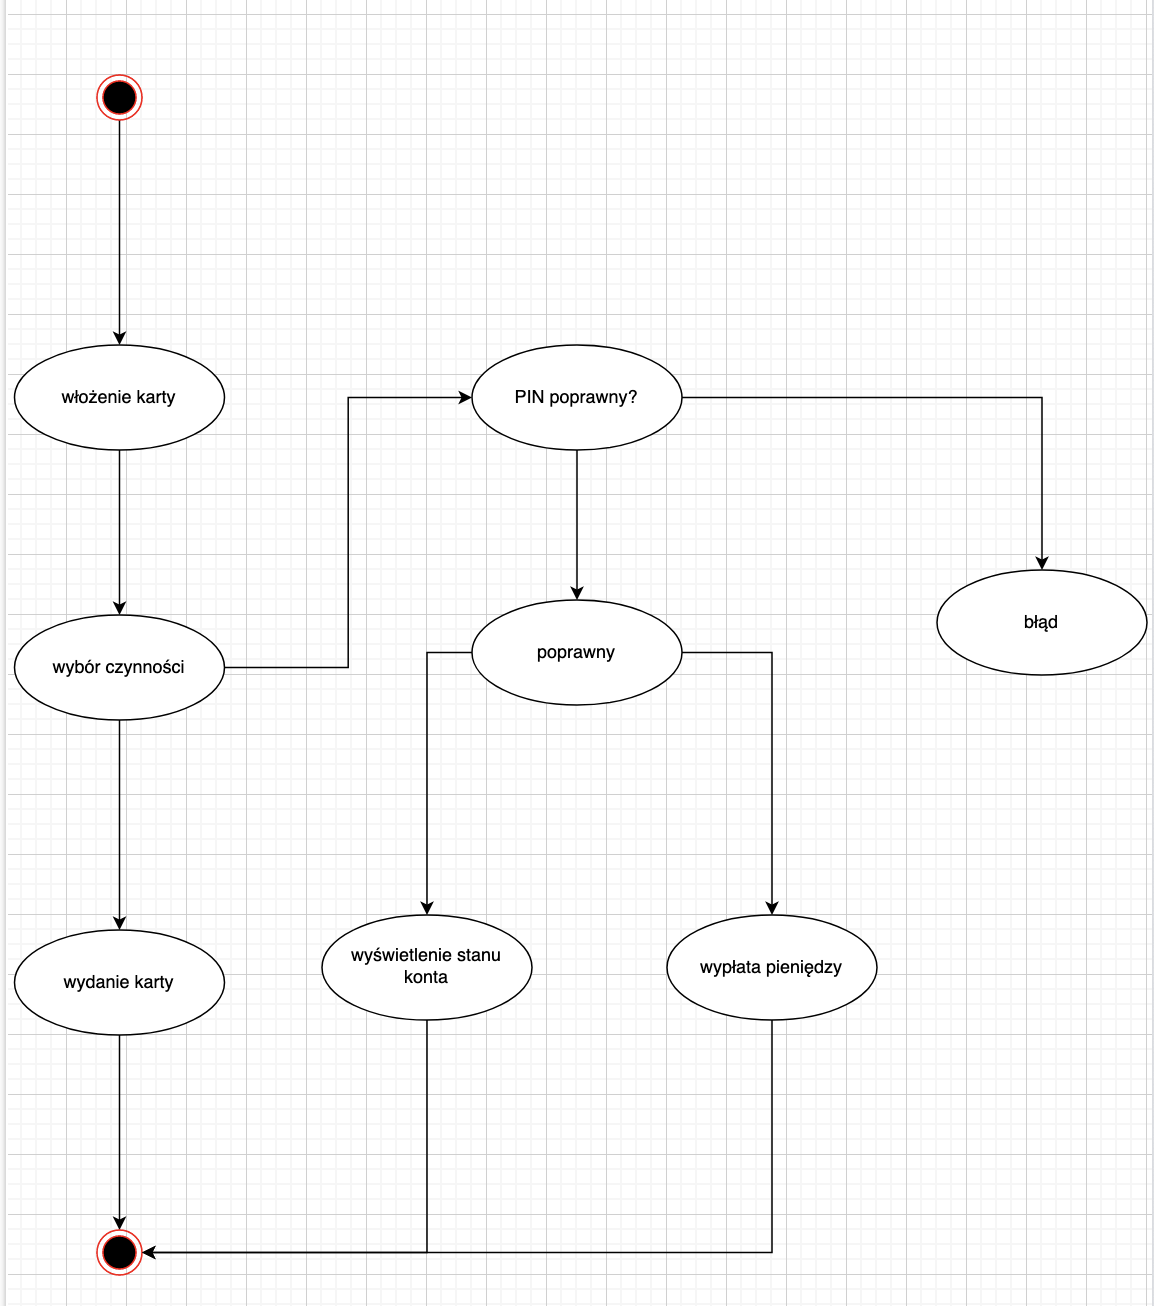 włożenie karty
PIN poprawny?
błąd
wybór czynności
poprawny
wydanie karty
wyświetlenie stanu
konta
wypłata pieniędzy